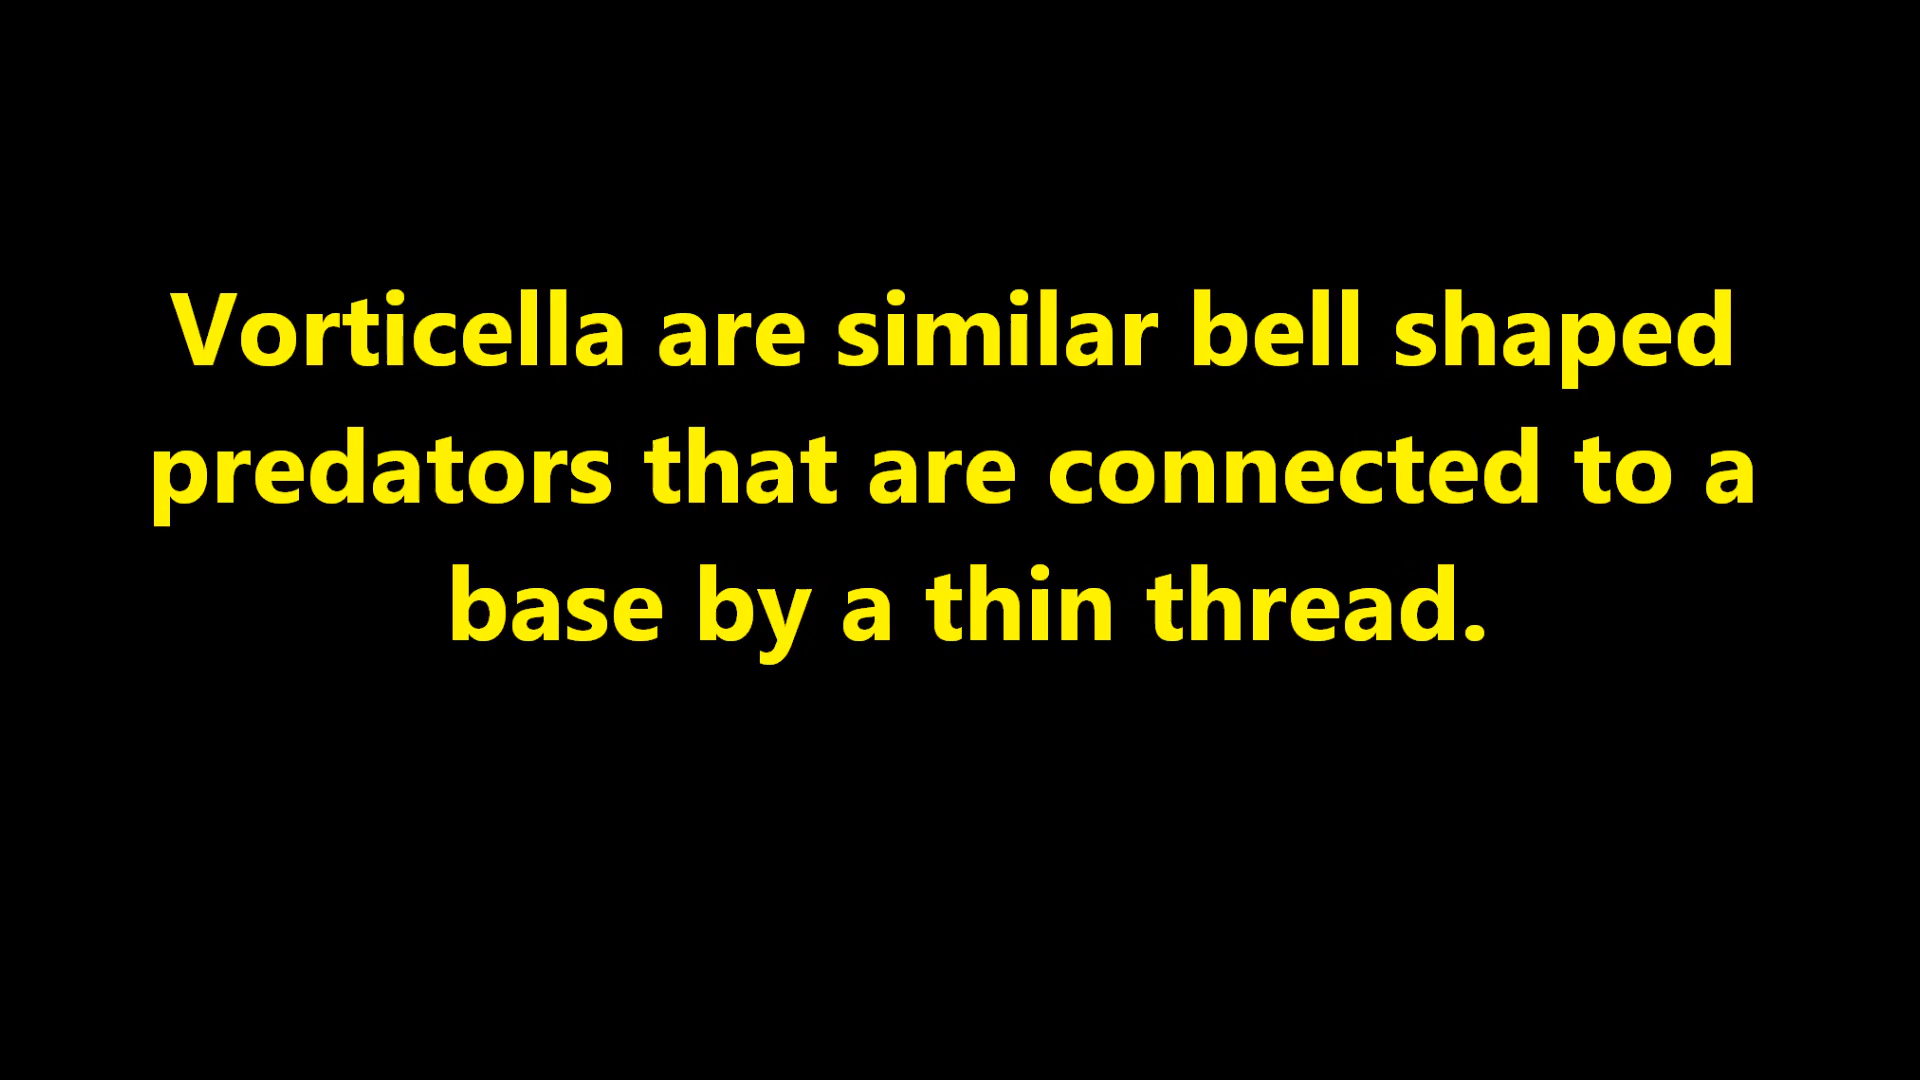 Vorticella are similar bell shaped
predators that are connected to a
base by a thin thread.